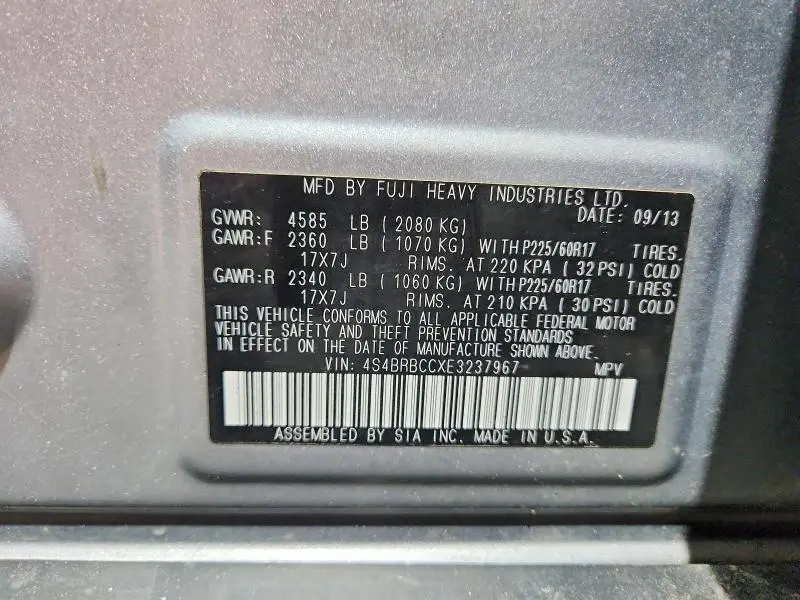 MFD BY FUJI HEAVY INDUSTRIES LTD.
DATE: 09/13
GVWR: 4585 LB ( 2080 KG)
GAWR:F 2360 LB ( 1070 KG) WITH P225/60R17 TIRES.
17X7J RIMS. AT 220 KPA ( 32 PSI) COLD
GAWR:R 2340 LB ( 1060 KG) WITH P225/60R17 TIRES.
17X7J RIMS. AT 210 KPA ( 30 PSI) COLD
THIS VEHICLE CONFORMS TO ALL APPLICABLE FEDERAL MOTOR
VEHICLE SAFETY AND THEFT PREVENTION STANDARDS
IN EFFECT ON THE DATE OF MANUFACTURE SHOWN ABOVE.
VIN: 4S4BRBCCXE3237967 MPV
ASSEMBLED BY SIA INC. MADE IN U.S.A.